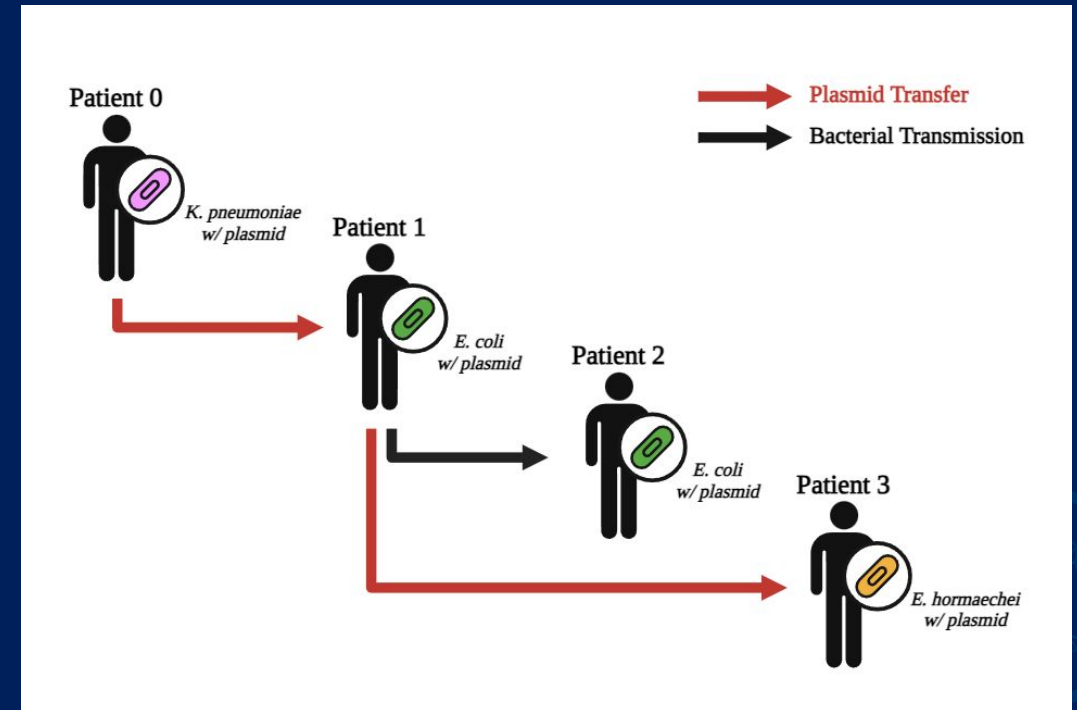 Patient 0
Plasmid Transfer
Bacterial Transmission
K. pneumoniae
w/ plasmid
Patient 1
E. coli
w/ plasmid
Patient 2
E. coli
w/ plasmid
Patient 3
E. hormaechei
w/ plasmid